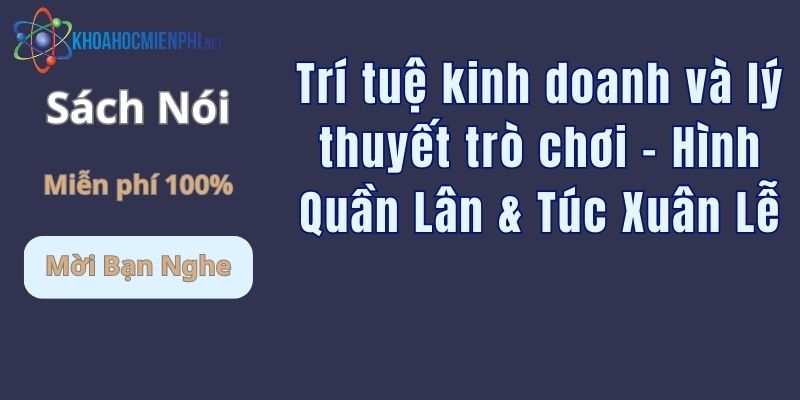 KHOAHOCMIENPHI.NET
Sách Nói
Miễn phí 100%
Mời Bạn Nghe
Trí tuệ kinh doanh và lý
thuyết trò chơi - Hình
Quần Lân & Túc Xuân Lễ